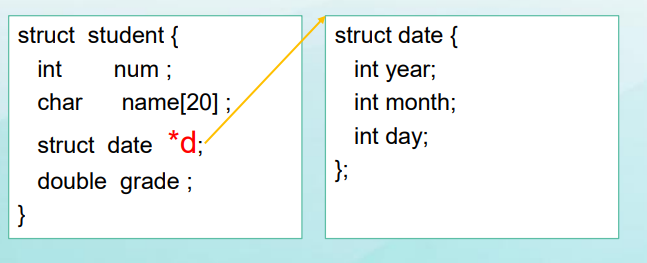 struct student {
int num ;
char name[20] ;
struct date *d;
double grade ;
}
struct date {
int year;
int month;
int day;
};